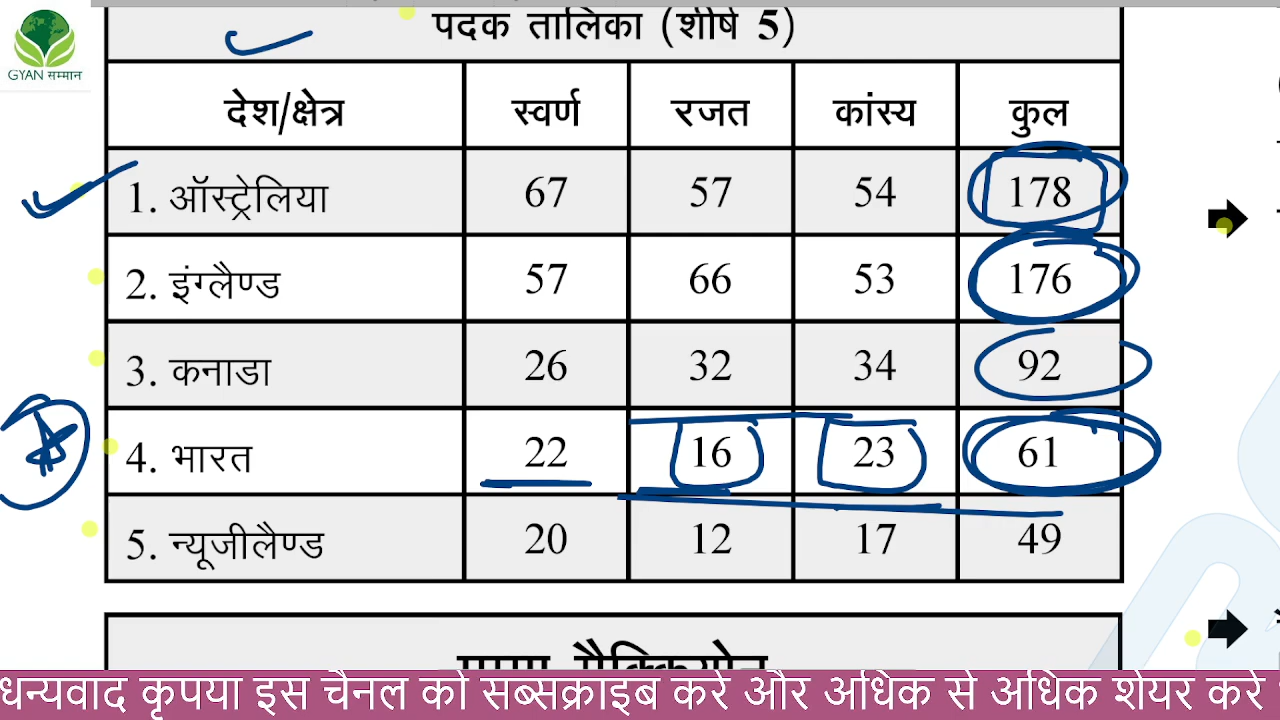 GYAN सम्मान
पदक तालिका (शीर्ष 5)
देश/क्षेत्र स्वर्ण रजत कांस्य कुल
1. ऑस्ट्रेलिया 67 57 54 178
2. इंग्लैण्ड 57 66 53 176
3. कनाडा 26 32 34 92
4. भारत 22 16 23 61
5. न्यूजीलैण्ड 20 12 17 49
धन्यवाद कृपया इस चैनल को सब्सक्राइब करें और अधिक से अधिक शेयर करें